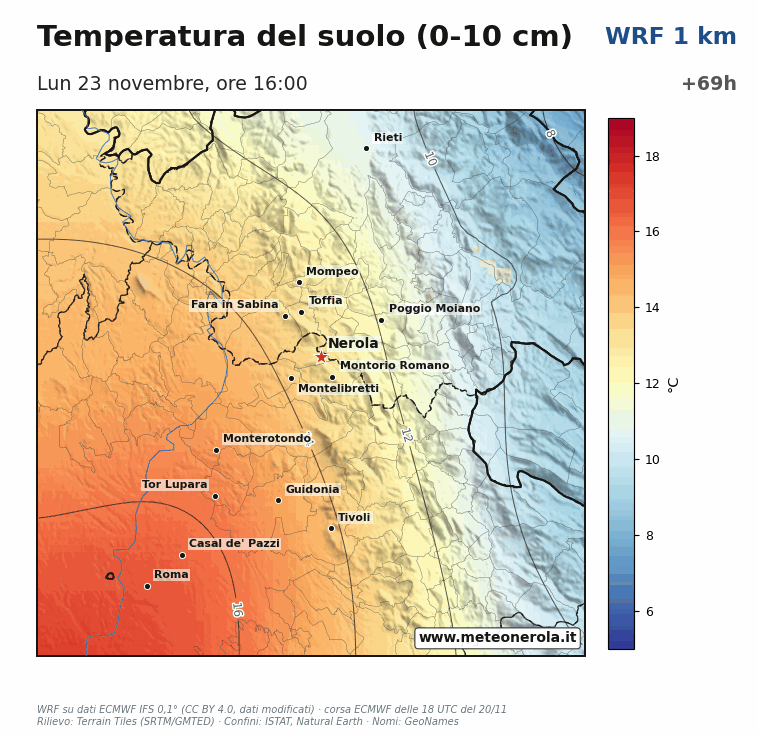 Temperatura del suolo (0-10 cm)
WRF 1 km
Lun 23 novembre, ore 16:00
+69h
Rieti
8
10
Mompeo
Toffia
Fara in Sabina
Poggio Moiano
Nerola
Montorio Romano
Montelibretti
Monterotondo
12
Tor Lupara
Guidonia
Tivoli
Casal de' Pazzi
Roma
16
www.meteonerola.it
18
16
14
12
10
8
6
°C
WRF su dati ECMWF IFS 0,1° (CC BY 4.0, dati modificati) · corsa ECMWF delle 18 UTC del 20/11
Rilievo: Terrain Tiles (SRTM/GMTED) · Confini: ISTAT, Natural Earth · Nomi: GeoNames